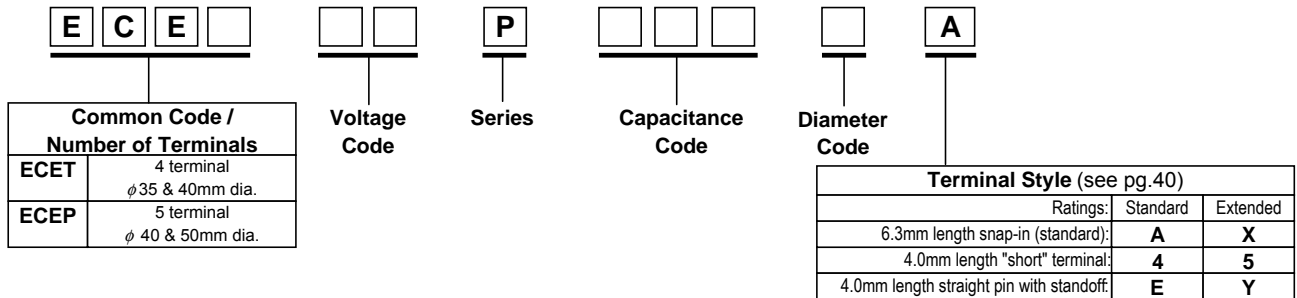 E C E P A
Common Code /
Number of Terminals
ECET 4 terminal
φ35 & 40mm dia.
ECEP 5 terminal
φ 40 & 50mm dia.
Voltage
Code
Series
Capacitance
Code
Diameter
Code
Terminal Style (see pg.40)
Ratings: Standard Extended
6.3mm length snap-in (standard): A X
4.0mm length "short" terminal: 4 5
4.0mm length straight pin with standoff: E Y